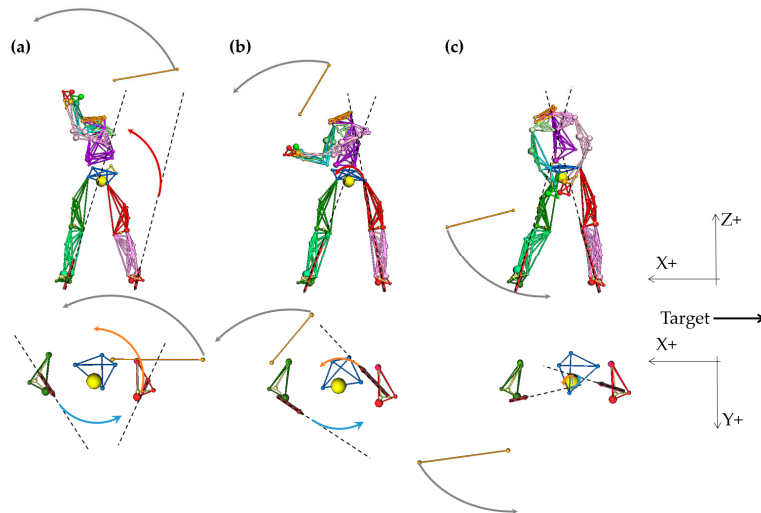 (a)
(b)
(c)
Z+
X+
Target
X+
Y+